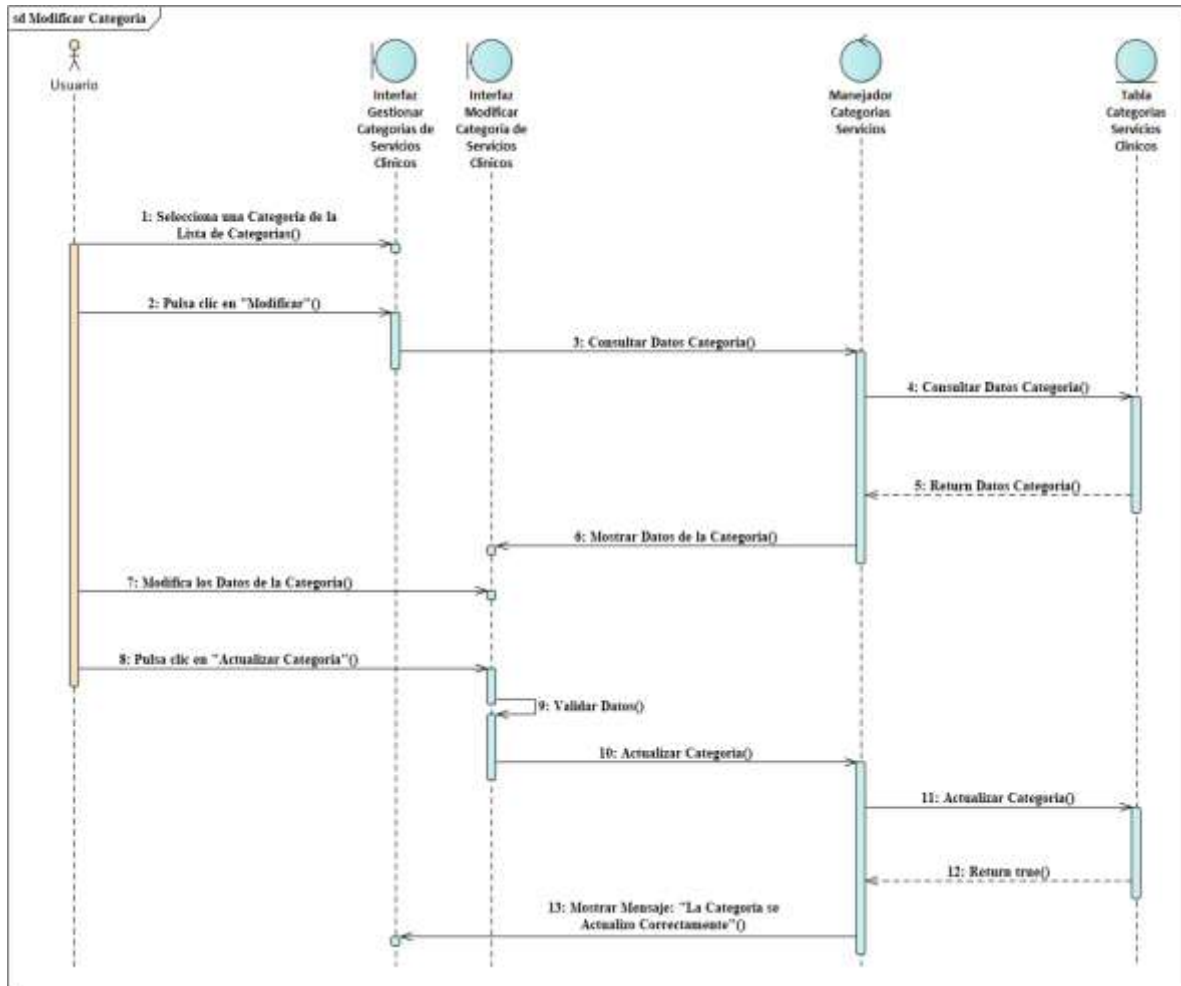 sd Modificar Categoria
Usuario
Interfaz
Gestionar
Categorias de
Servicios
Clinicos
Interfaz
Modificar
Categoria de
Servicios
Clinicos
Manejador
Categorias
Servicios
Tabla
Categorias
Servicios
Clinicos
1: Selecciona una Categoria de la
Lista de Categorias()
2: Pulsa clic en "Modificar"()
3: Consultar Datos Categoria()
4: Consultar Datos Categoria()
5: Return Datos Categoria()
6: Mostrar Datos de la Categoria()
7: Modifica los Datos de la Categoria()
8: Pulsa clic en "Actualizar Categoria"()
9: Validar Datos()
10: Actualizar Categoria()
11: Actualizar Categoria()
12: Return true()
13: Mostrar Mensaje: "La Categoria se
Actualizo Correctamente"()